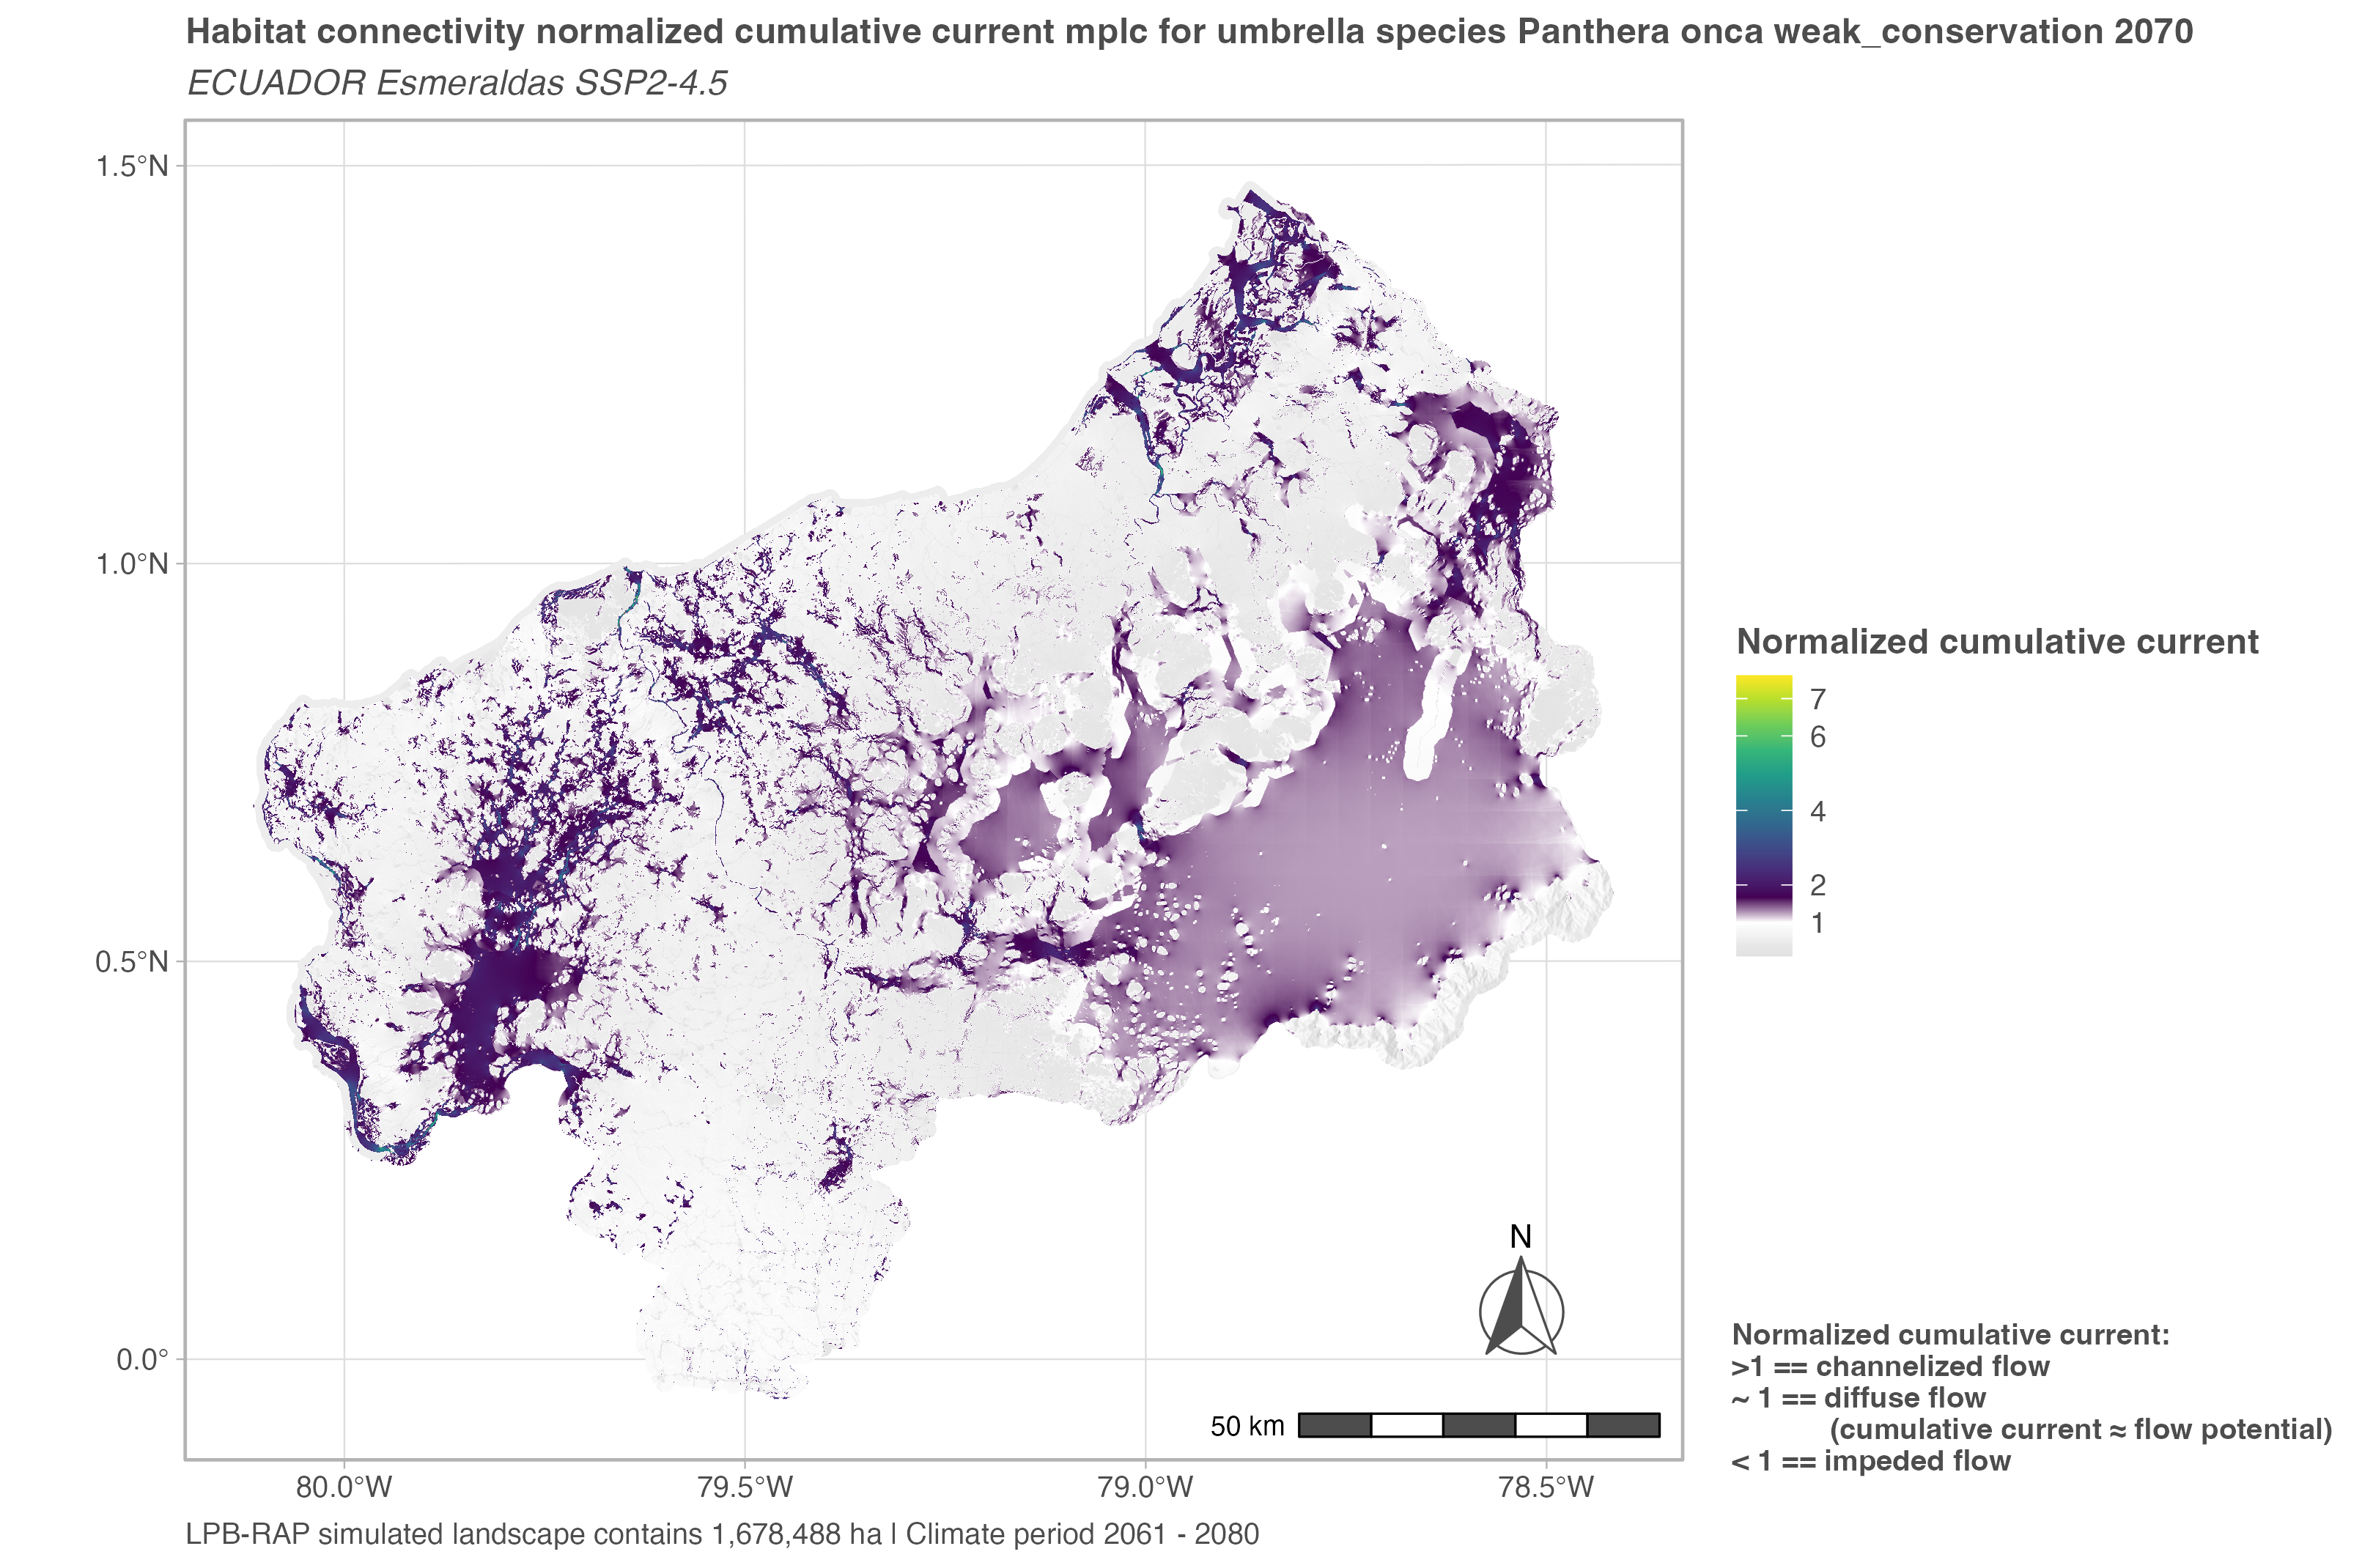 Habitat connectivity normalized cumulative current mplc for umbrella species Panthera onca weak_conservation 2070
ECUADOR Esmeraldas SSP2-4.5
1.5°N
1.0°N
0.5°N
0.0°
80.0°W
79.5°W
79.0°W
78.5°W
N
50 km
Normalized cumulative current
7
6
4
2
1
Normalized cumulative current:
>1 == channelized flow
~ 1 == diffuse flow
(cumulative current ≈ flow potential)
< 1 == impeded flow
LPB-RAP simulated landscape contains 1,678,488 ha | Climate period 2061 - 2080